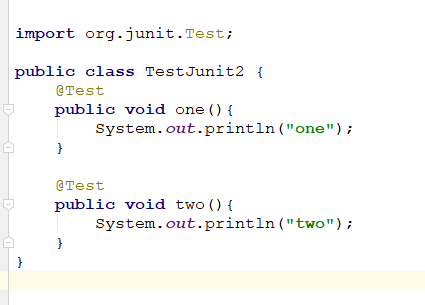 import org.junit.Test;
public class TestJunit2 {
@Test
public void one(){
System.out.println("one");
}
@Test
public void two(){
System.out.println("two");
}
}